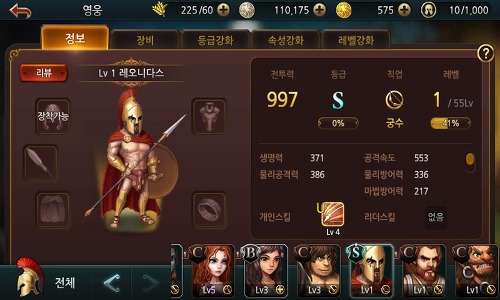 영웅
225/60
110,175
575
10/1,000
정보
장비
등급강화
속성강화
레벨강화
?
리뷰
Lv 1 레오니다스
장착가능
전투력
등급
직업
레벨
997
S
1 / 55Lv
0%
궁수
41%
생명력 371
공격속도 553
물리공격력 386
물리방어력 336
마법방어력 217
개인스킬
Lv 4
리더스킬
없음
전체
C
B
C
S
C
C
Lv5
Lv3
Lv3
Lv1
Lv1
Lv1